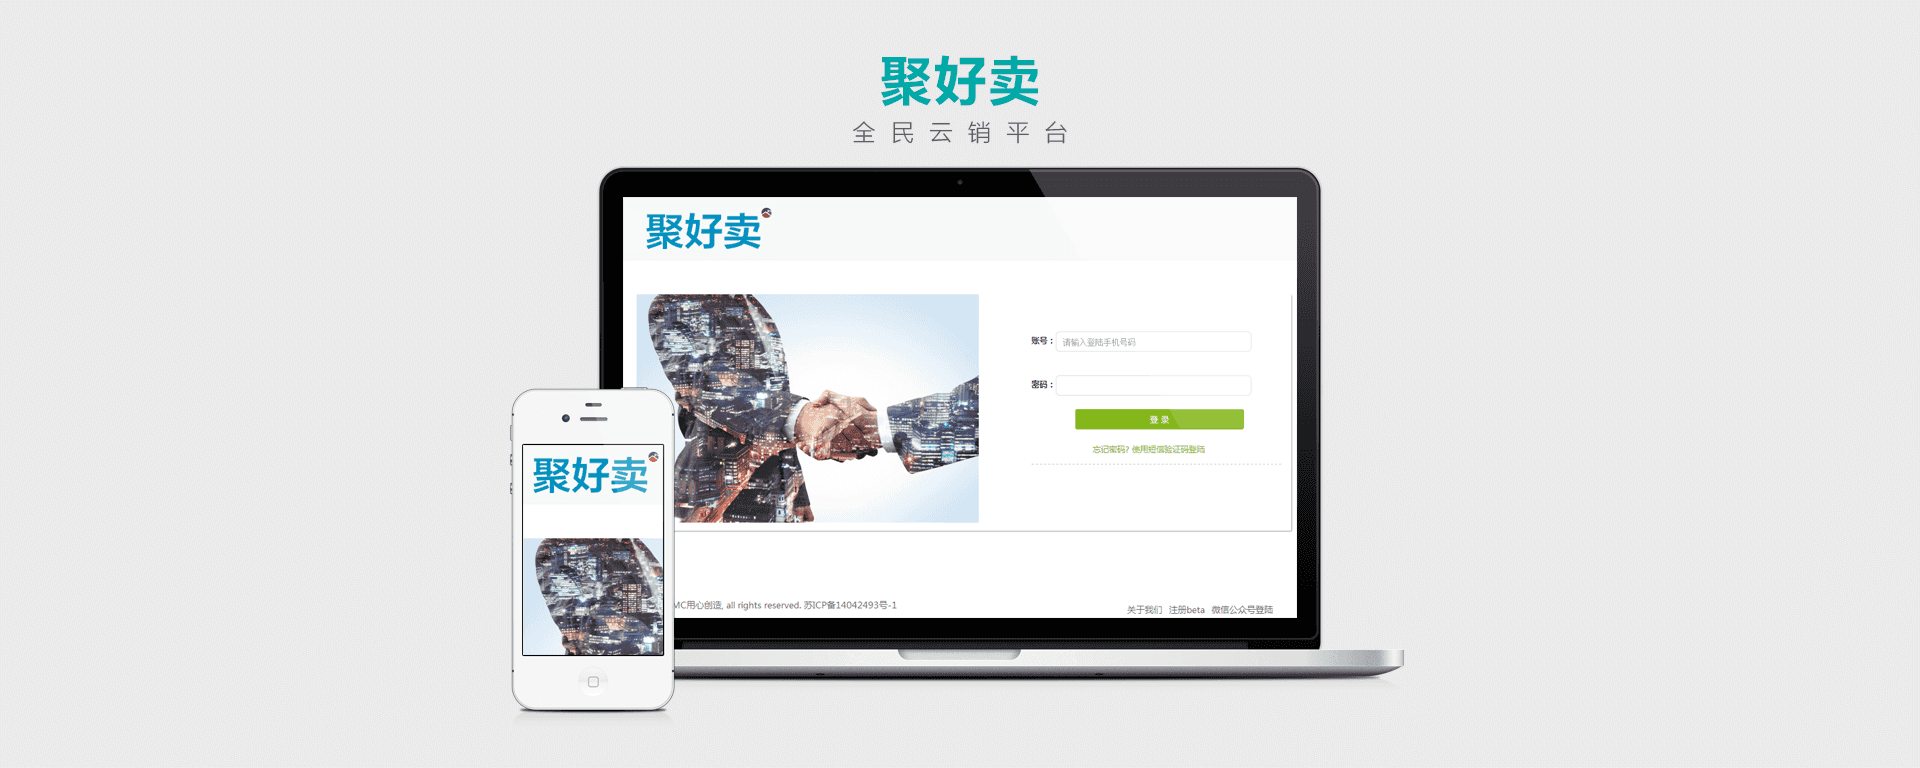 聚好卖
全民云销平台
聚好卖
账号：
请输入登陆手机号码
密码：
登 录
忘记密码? 使用短信验证码登陆
MC用心创造, all rights reserved. 苏ICP备14042493号-1
关于我们 注册beta 微信公众号登陆
聚好卖